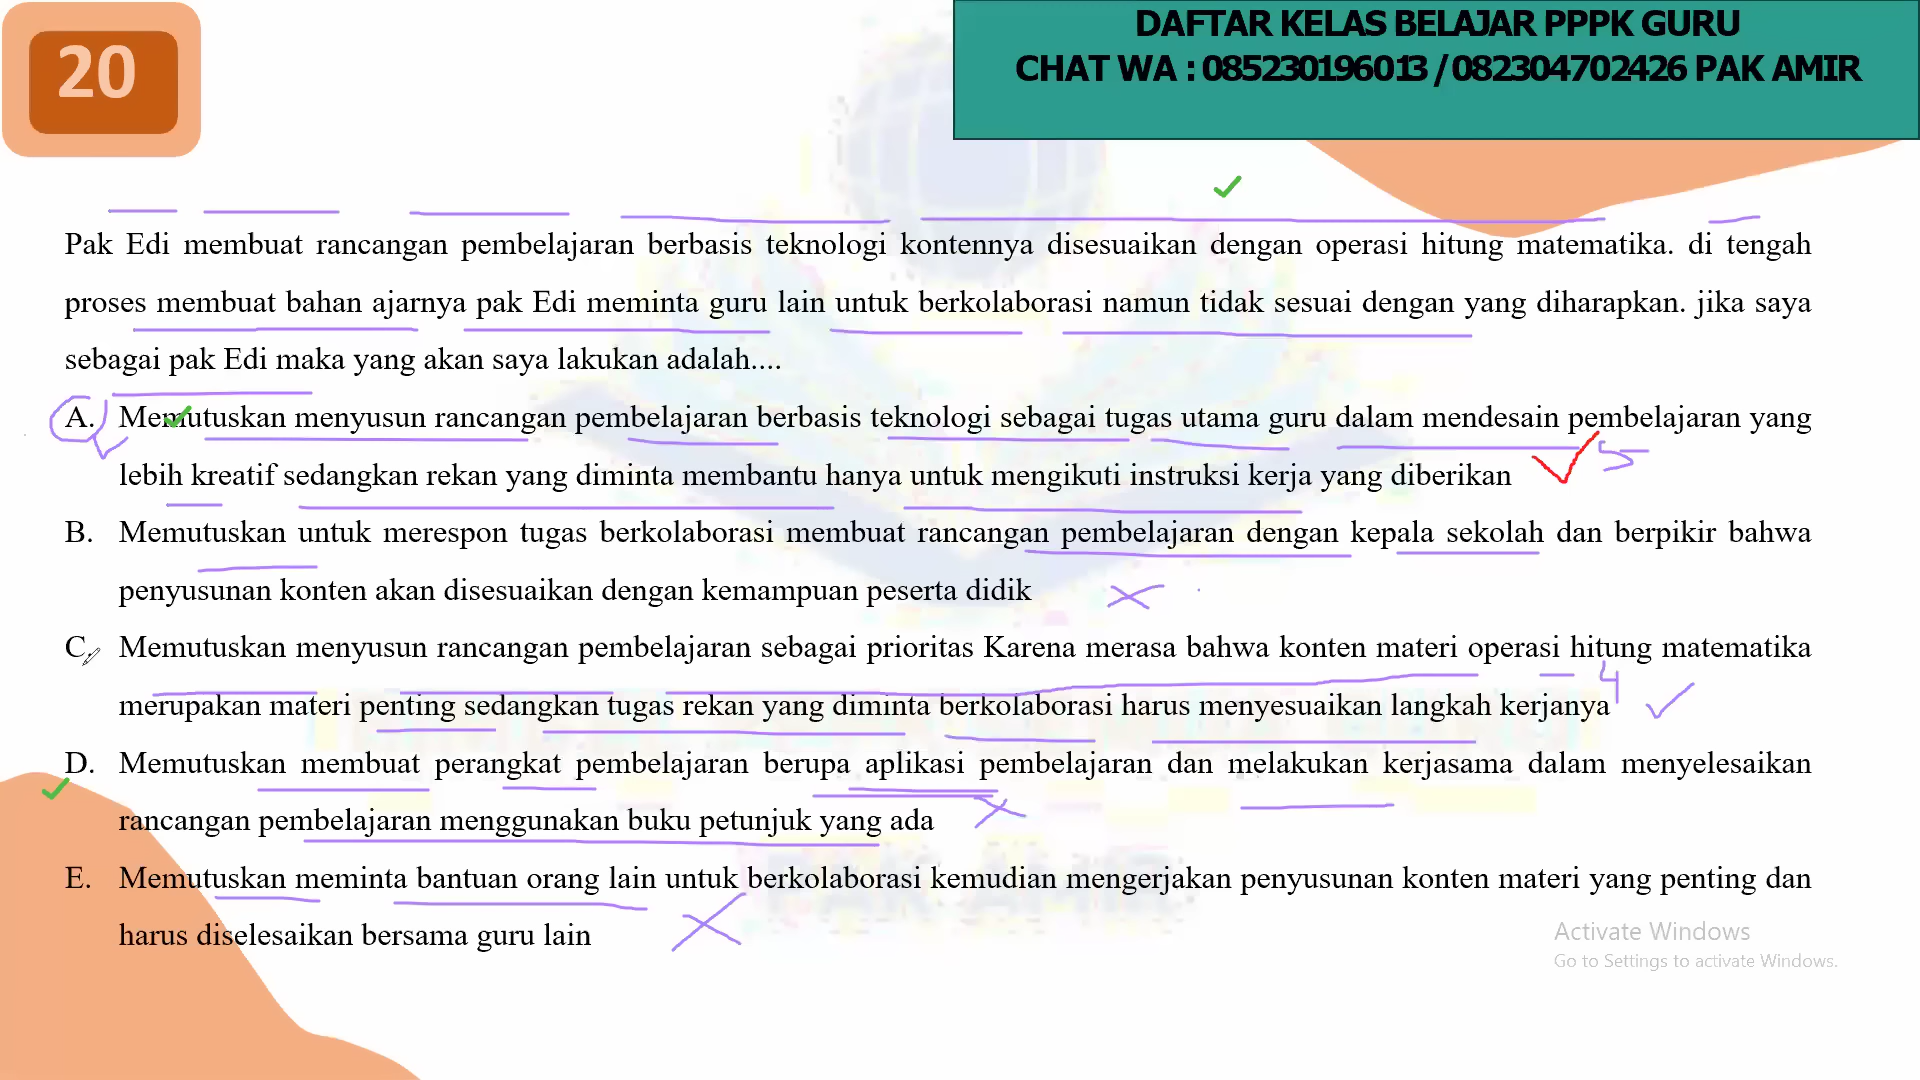 20
DAFTAR KELAS BELAJAR PPPK GURU
CHAT WA : 085230196013 / 082304702426 PAK AMIR
Pak Edi membuat rancangan pembelajaran berbasis teknologi kontennya disesuaikan dengan operasi hitung matematika. di tengah
proses membuat bahan ajarnya pak Edi meminta guru lain untuk berkolaborasi namun tidak sesuai dengan yang diharapkan. jika saya
sebagai pak Edi maka yang akan saya lakukan adalah....
A. Memutuskan menyusun rancangan pembelajaran berbasis teknologi sebagai tugas utama guru dalam mendesain pembelajaran yang
lebih kreatif sedangkan rekan yang diminta membantu hanya untuk mengikuti instruksi kerja yang diberikan 5
B. Memutuskan untuk merespon tugas berkolaborasi membuat rancangan pembelajaran dengan kepala sekolah dan berpikir bahwa
penyusunan konten akan disesuaikan dengan kemampuan peserta didik
C. Memutuskan menyusun rancangan pembelajaran sebagai prioritas Karena merasa bahwa konten materi operasi hitung matematika
merupakan materi penting sedangkan tugas rekan yang diminta berkolaborasi harus menyesuaikan langkah kerjanya 4
D. Memutuskan membuat perangkat pembelajaran berupa aplikasi pembelajaran dan melakukan kerjasama dalam menyelesaikan
rancangan pembelajaran menggunakan buku petunjuk yang ada
E. Memutuskan meminta bantuan orang lain untuk berkolaborasi kemudian mengerjakan penyusunan konten materi yang penting dan
harus diselesaikan bersama guru lain
Activate Windows
Go to Settings to activate Windows.